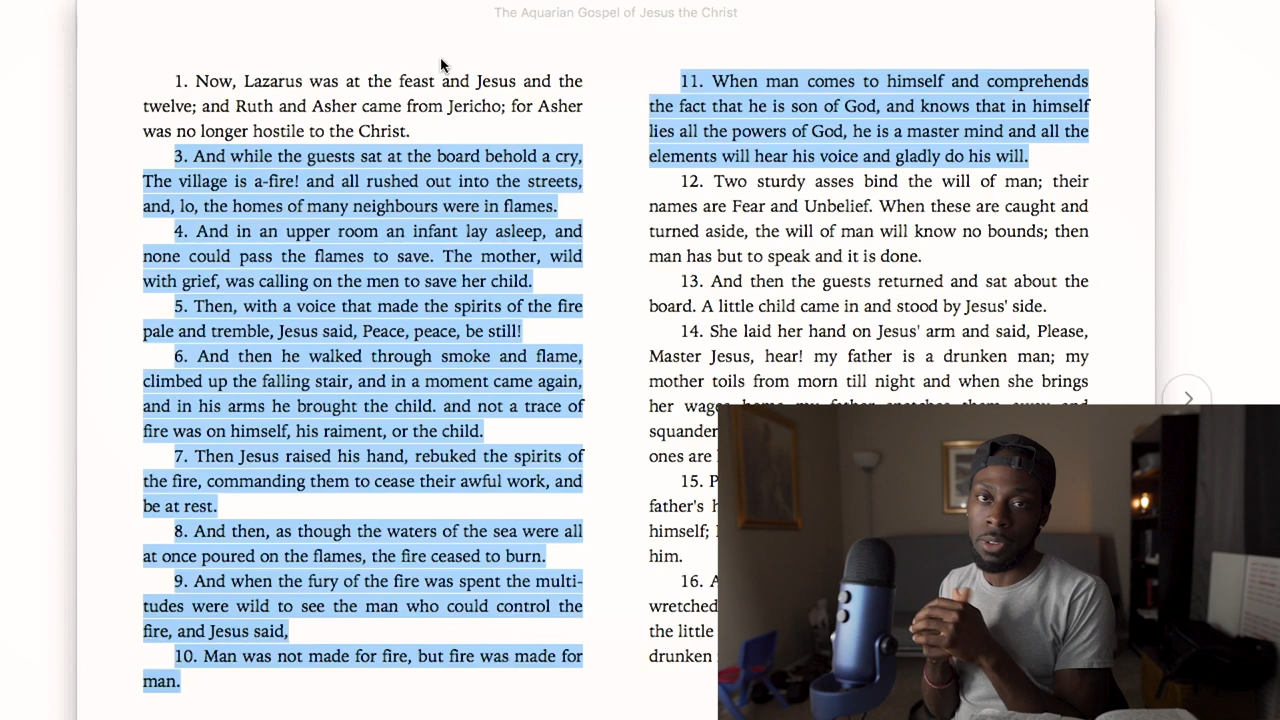 The Aquarian Gospel of Jesus the Christ
1. Now, Lazarus was at the feast and Jesus and the
twelve; and Ruth and Asher came from Jericho; for Asher
was no longer hostile to the Christ.
3. And while the guests sat at the board behold a cry,
The village is a-fire! and all rushed out into the streets,
and, lo, the homes of many neighbours were in flames.
4. And in an upper room an infant lay asleep, and
none could pass the flames to save. The mother, wild
with grief, was calling on the men to save her child.
5. Then, with a voice that made the spirits of the fire
pale and tremble, Jesus said, Peace, peace, be still!
6. And then he walked through smoke and flame,
climbed up the falling stair, and in a moment came again,
and in his arms he brought the child. and not a trace of
fire was on himself, his raiment, or the child.
7. Then Jesus raised his hand, rebuked the spirits of
the fire, commanding them to cease their awful work, and
be at rest.
8. And then, as though the waters of the sea were all
at once poured on the flames, the fire ceased to burn.
9. And when the fury of the fire was spent the multi-
tudes were wild to see the man who could control the
fire, and Jesus said,
10. Man was not made for fire, but fire was made for
man.
11. When man comes to himself and comprehends
the fact that he is son of God, and knows that in himself
lies all the powers of God, he is a master mind and all the
elements will hear his voice and gladly do his will.
12. Two sturdy asses bind the will of man; their
names are Fear and Unbelief. When these are caught and
turned aside, the will of man will know no bounds; then
man has but to speak and it is done.
13. And then the guests returned and sat about the
board. A little child came in and stood by Jesus' side.
14. She laid her hand on Jesus' arm and said, Please,
Master Jesus, hear! my father is a drunken man; my
mother toils from morn till night and when she brings
her wages home my father snatches them away and
squander
ones are
15.
father's
himself;
him.
16. A
wretched
the little
drunken